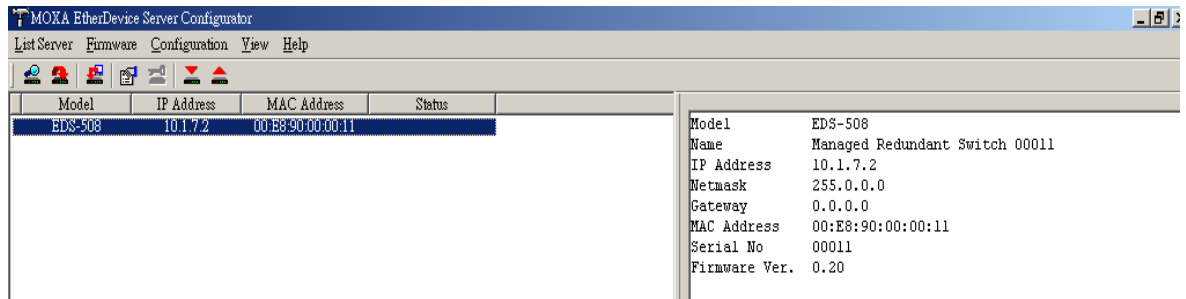 MOXA EtherDevice Server Configurator
List Server Firmware Configuration View Help
Model IP Address MAC Address Status
EDS-508 10.1.7.2 00:E8:90:00:00:11
Model EDS-508
Name Managed Redundant Switch 00011
IP Address 10.1.7.2
Netmask 255.0.0.0
Gateway 0.0.0.0
MAC Address 00:E8:90:00:00:11
Serial No 00011
Firmware Ver. 0.20